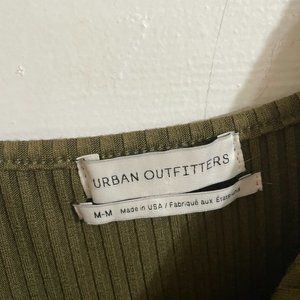 URBAN OUTFITTERS
M-M Made in USA / Fabriqué aux États-Unis